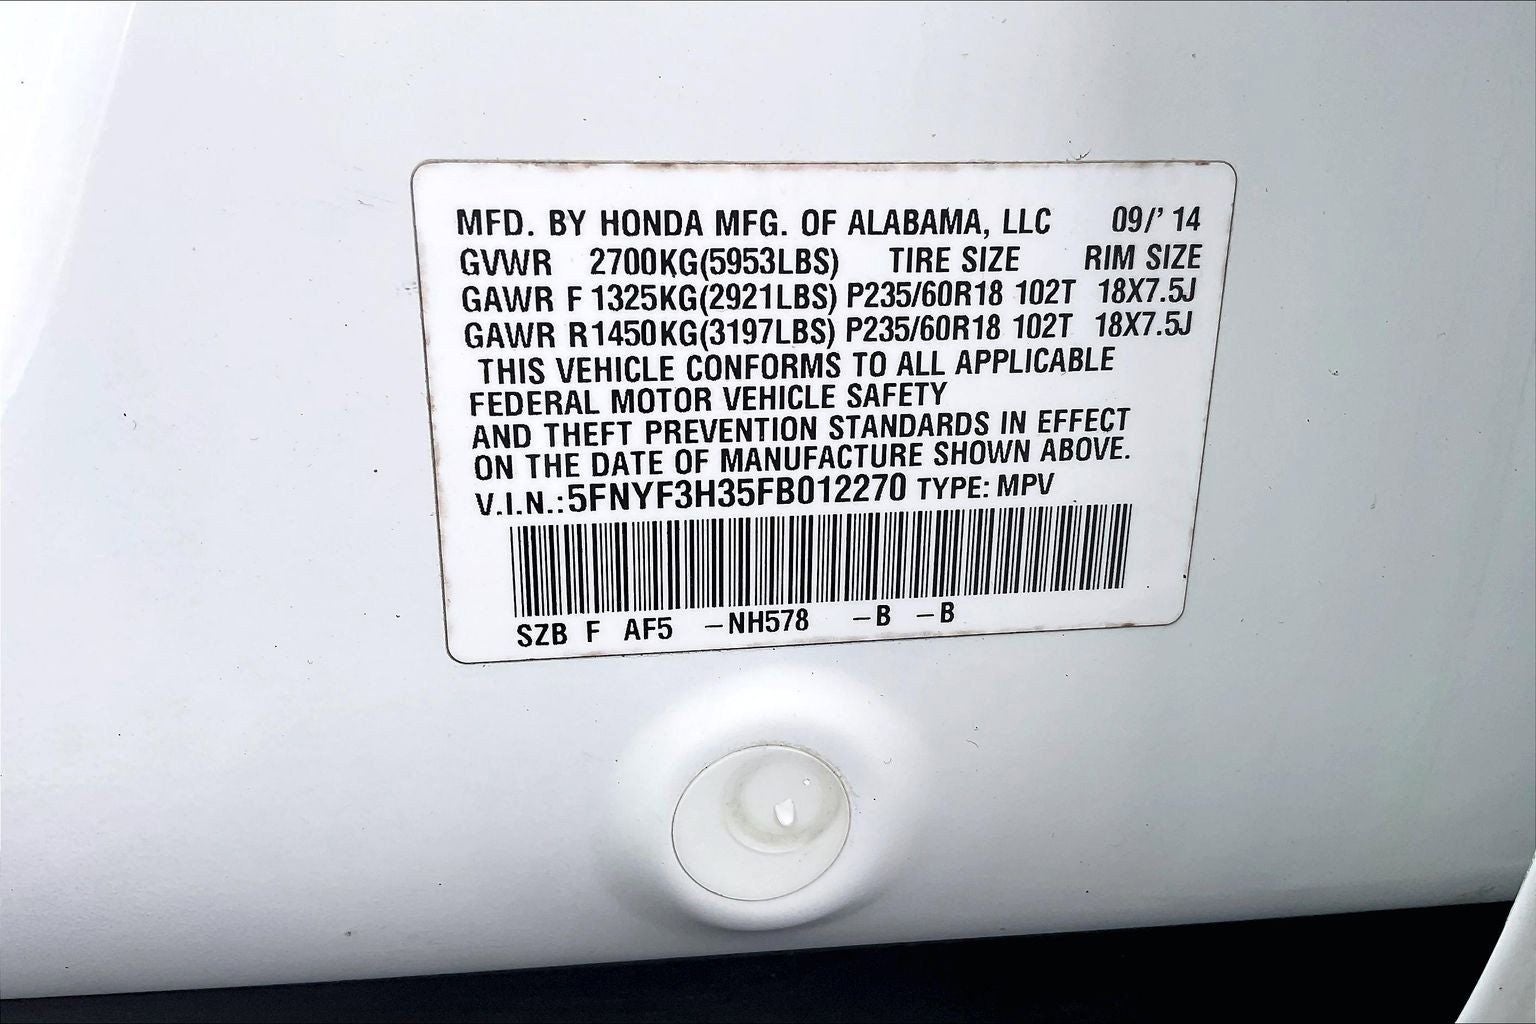 MFD. BY HONDA MFG. OF ALABAMA, LLC 09/' 14
GVWR 2700KG(5953LBS) TIRE SIZE RIM SIZE
GAWR F 1325KG(2921LBS) P235/60R18 102T 18X7.5J
GAWR R1450KG(3197LBS) P235/60R18 102T 18X7.5J
THIS VEHICLE CONFORMS TO ALL APPLICABLE
FEDERAL MOTOR VEHICLE SAFETY
AND THEFT PREVENTION STANDARDS IN EFFECT
ON THE DATE OF MANUFACTURE SHOWN ABOVE.
V.I.N.:5FNYF3H35FB012270 TYPE: MPV
SZB F AF5 –NH578 –B –B